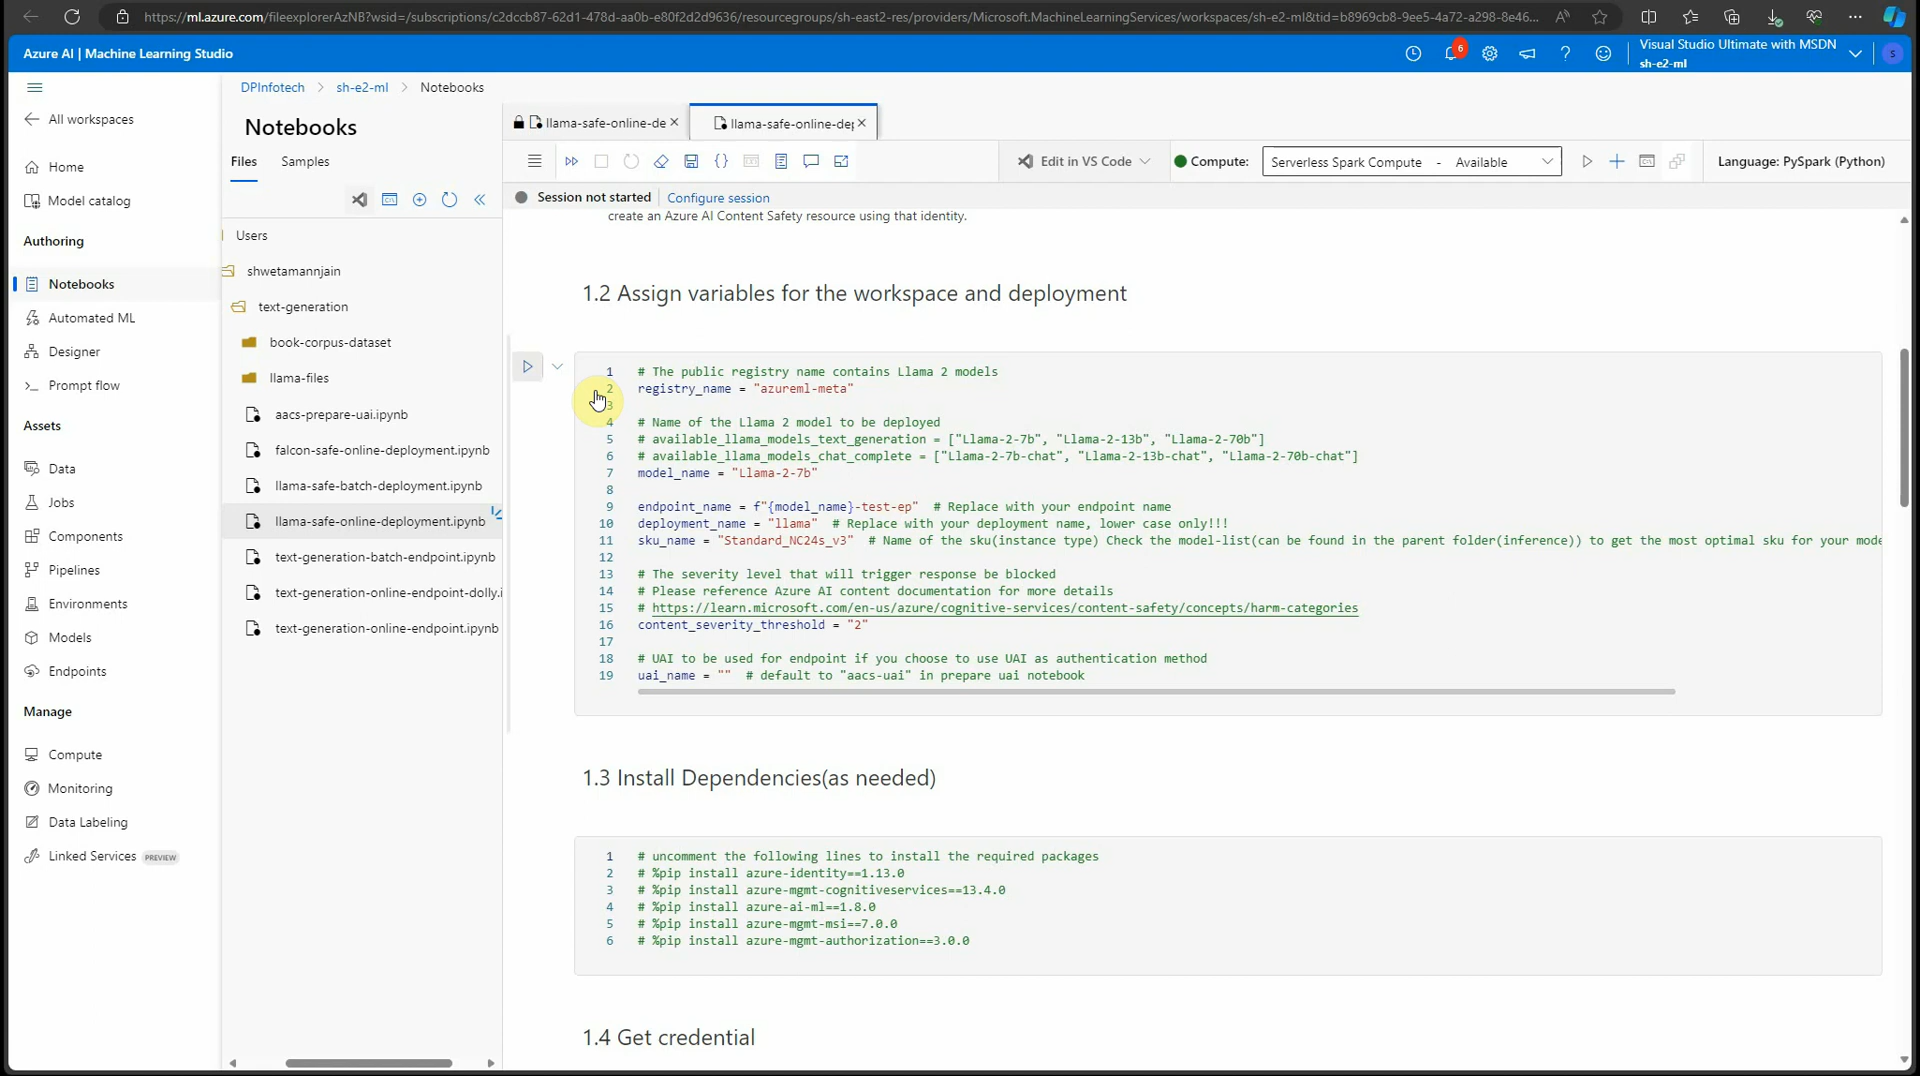 https://ml.azure.com/fileexplorerAzNB?wsid=/subscriptions/c2dccb87-62d1-478d-aa0b-e80f2d2d9636/resourcegroups/sh-east2-res/providers/Microsoft.MachineLearningServices/workspaces/sh-e2-ml&tid=b8969cb8-9ee5-4a72-a298-8e46...
Azure AI | Machine Learning Studio
6
Visual Studio Ultimate with MSDN
sh-e2-ml
S
All workspaces
Home
Model catalog
Authoring
Notebooks
Automated ML
Designer
Prompt flow
Assets
Data
Jobs
Components
Pipelines
Environments
Models
Endpoints
Manage
Compute
Monitoring
Data Labeling
Linked Services PREVIEW
DPInfotech > sh-e2-ml > Notebooks
Notebooks
Files Samples
Users
shwetamannjain
text-generation
book-corpus-dataset
llama-files
aacs-prepare-uai.ipynb
falcon-safe-online-deployment.ipynb
llama-safe-batch-deployment.ipynb
llama-safe-online-deployment.ipynb
text-generation-batch-endpoint.ipynb
text-generation-online-endpoint-dolly.i
text-generation-online-endpoint.ipynb
llama-safe-online-de
llama-safe-online-dep
Edit in VS Code
Compute: Serverless Spark Compute - Available
Language: PySpark (Python)
Session not started Configure session
create an Azure AI Content Safety resource using that identity.
1.2 Assign variables for the workspace and deployment
1 # The public registry name contains Llama 2 models
2 registry_name = "azureml-meta"
3
4 # Name of the Llama 2 model to be deployed
5 # available_llama_models_text_generation = ["Llama-2-7b", "Llama-2-13b", "Llama-2-70b"]
6 # available_llama_models_chat_complete = ["Llama-2-7b-chat", "Llama-2-13b-chat", "Llama-2-70b-chat"]
7 model_name = "Llama-2-7b"
8
9 endpoint_name = f"{model_name}-test-ep" # Replace with your endpoint name
10 deployment_name = "llama" # Replace with your deployment name, lower case only!!!
11 sku_name = "Standard_NC24s_v3" # Name of the sku(instance type) Check the model-list(can be found in the parent folder(inference)) to get the most optimal sku for your mode
12
13 # The severity level that will trigger response be blocked
14 # Please reference Azure AI content documentation for more details
15 # https://learn.microsoft.com/en-us/azure/cognitive-services/content-safety/concepts/harm-categories
16 content_severity_threshold = "2"
17
18 # UAI to be used for endpoint if you choose to use UAI as authentication method
19 uai_name = "" # default to "aacs-uai" in prepare uai notebook
1.3 Install Dependencies(as needed)
1 # uncomment the following lines to install the required packages
2 # %pip install azure-identity==1.13.0
3 # %pip install azure-mgmt-cognitiveservices==13.4.0
4 # %pip install azure-ai-ml==1.8.0
5 # %pip install azure-mgmt-msi==7.0.0
6 # %pip install azure-mgmt-authorization==3.0.0
1.4 Get credential